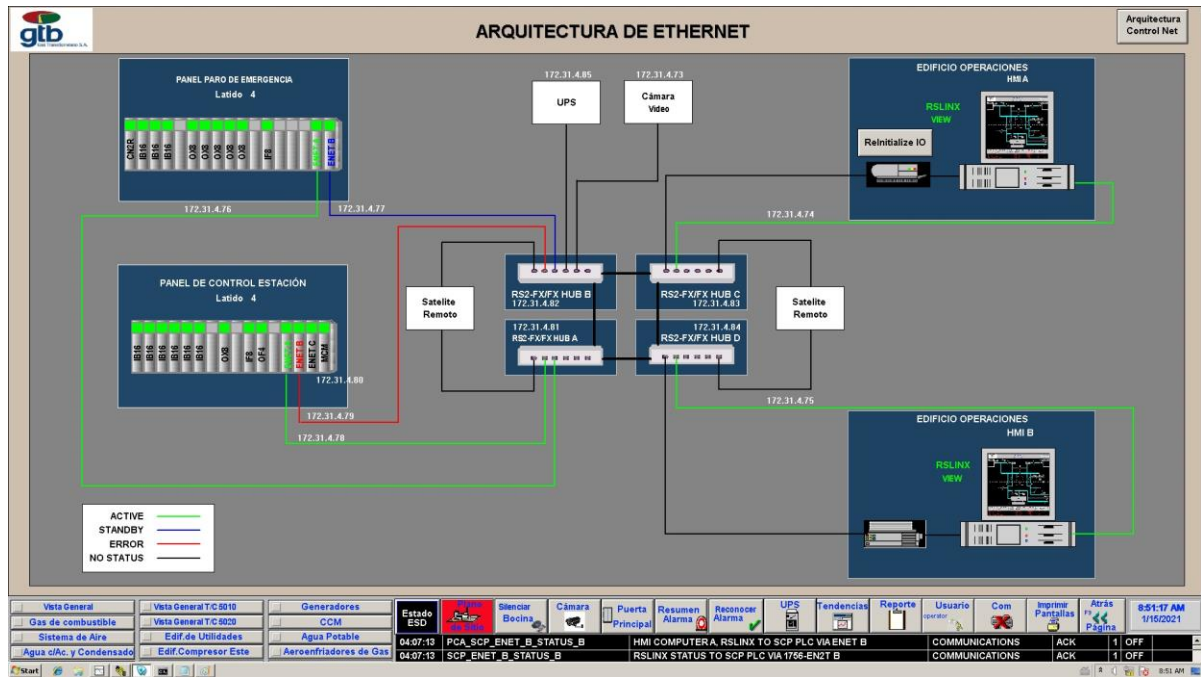 gtb
ARQUITECTURA DE ETHERNET
Arquitectura
Control Net
PANEL PARO DE EMERGENCIA
Latido 4
CN2R
IB16
IB16
IB16
OX8
OX8
OX8
OX8
OX8
IF8
ENET B
172.31.4.76
172.31.4.77
172.31.4.85
UPS
172.31.4.73
Cámara
Video
EDIFICIO OPERACIONES
HMI A
RSLINX
VIEW
ReInitialize IO
172.31.4.74
PANEL DE CONTROL ESTACIÓN
Latido 4
IB16
IB16
IB16
IB16
IB16
IB16
OX8
IF8
OF4
ENET B
ENET C
MCM
172.31.4.80
172.31.4.79
172.31.4.78
Satelite
Remoto
RS2-FX/FX HUB B
172.31.4.82
RS2-FX/FX HUB C
172.31.4.83
172.31.4.81
RS2-FX/FX HUB A
172.31.4.84
RS2-FX/FX HUB D
Satelite
Remoto
172.31.4.75
EDIFICIO OPERACIONES
HMI B
RSLINX
VIEW
ACTIVE
STANDBY
ERROR
NO STATUS
Vista General
Vista General T/C 5010
Generadores
Gas de combustible
Vista General T/C 5020
CCM
Sistema de Aire
Edif.de Utilidades
Agua Potable
Agua c/Ac. y Condensado
Edif.Compresor Este
Aeroenfriadores de Gas
Estado
ESD
Plano
de Sitio
Silenciar
Bocina
Cámara
Puerta
Principal
Resumen
Alarma
Reconocer
Alarma
UPS
Tendencias
Reporte
Usuario
operator
Com
Imprimir
Pantallas
Atrás
F9
Página
8:51:17 AM
1/15/2021
04:07:13 PCA_SCP_ENET_B_STATUS_B HMI COMPUTER A, RSLINX TO SCP PLC VIA ENET B COMMUNICATIONS ACK 1 OFF
04:07:13 SCP_ENET_B_STATUS_B RSLINX STATUS TO SCP PLC VIA 1756-EN2T B COMMUNICATIONS ACK 1 OFF
Start
8:51 AM